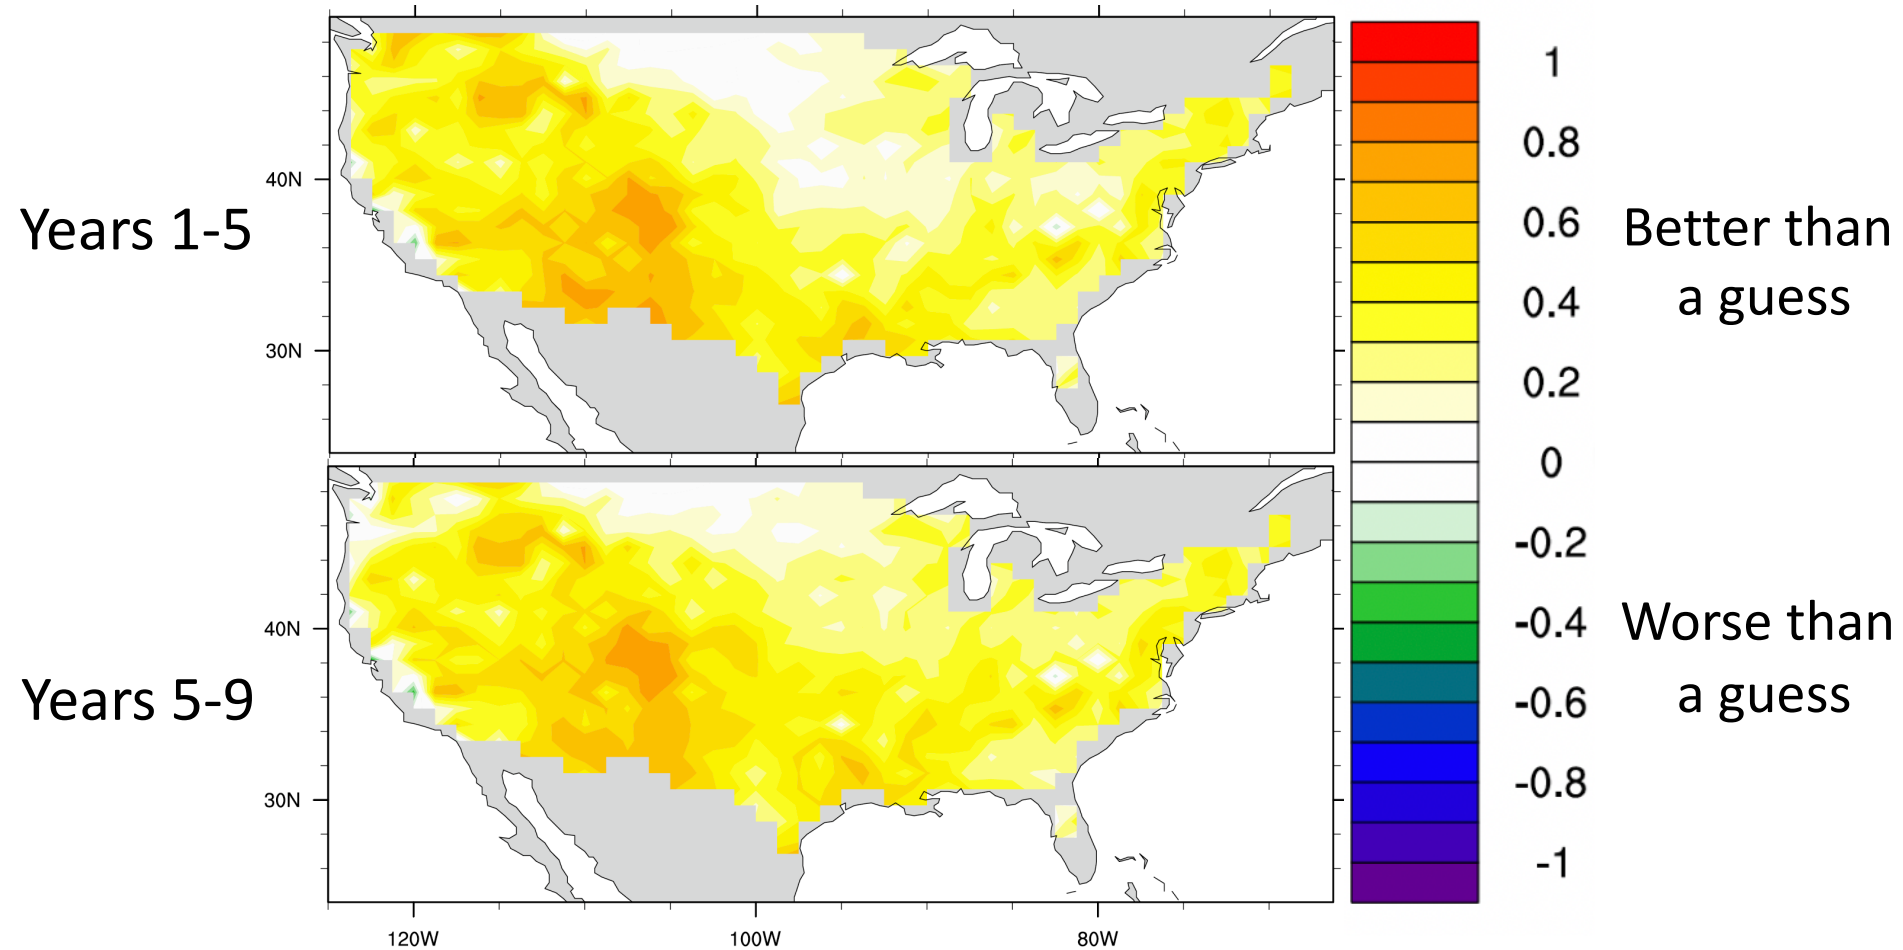 Years 1-5
40N
30N
Years 5-9
40N
30N
120W
100W
80W
1
0.8
0.6
0.4
0.2
0
-0.2
-0.4
-0.6
-0.8
-1
Better than
a guess
Worse than
a guess